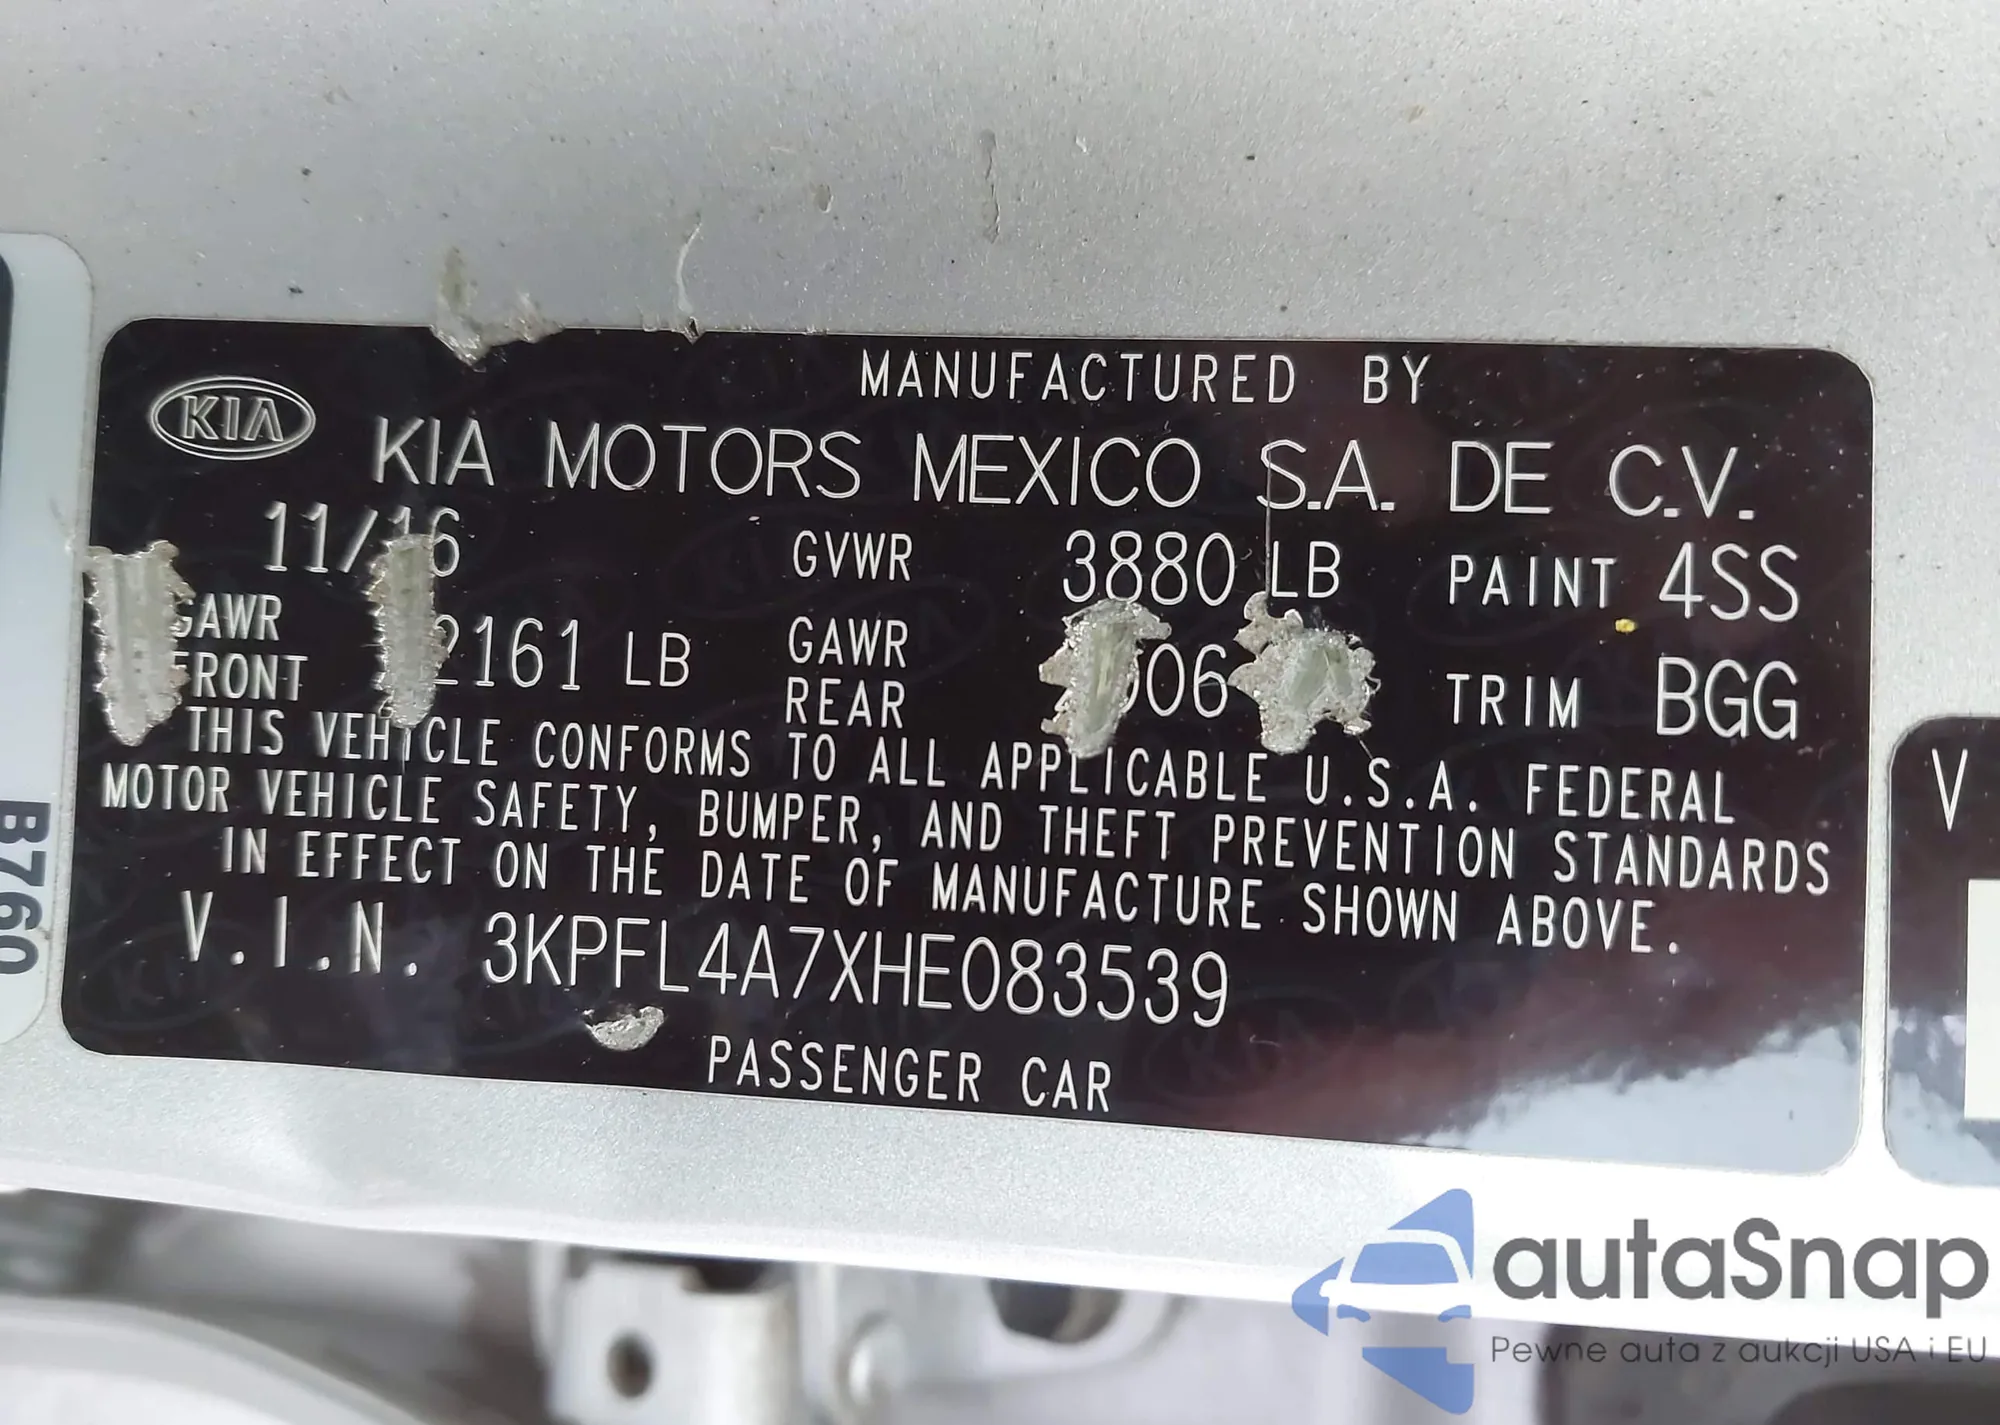 MANUFACTURED BY
KIA KIA MOTORS MEXICO S.A. DE C.V.
11/16 GVWR 3880 LB PAINT 4SS
GAWR FRONT 2161 LB GAWR REAR TRIM BGG
THIS VEHICLE CONFORMS TO ALL APPLICABLE U.S.A. FEDERAL
MOTOR VEHICLE SAFETY, BUMPER, AND THEFT PREVENTION STANDARDS
IN EFFECT ON THE DATE OF MANUFACTURE SHOWN ABOVE.
V.I.N. 3KPFL4A7XHE083539
PASSENGER CAR
B760
V
autaSnap
Pewne auta z aukcji USA i EU